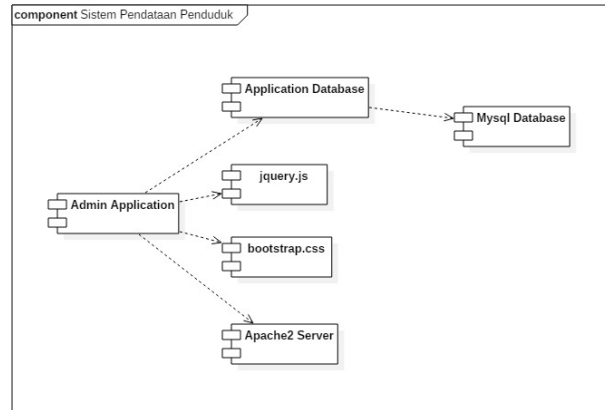 component Sistem Pendataan Penduduk
Application Database
Mysql Database
jquery.js
Admin Application
bootstrap.css
Apache2 Server